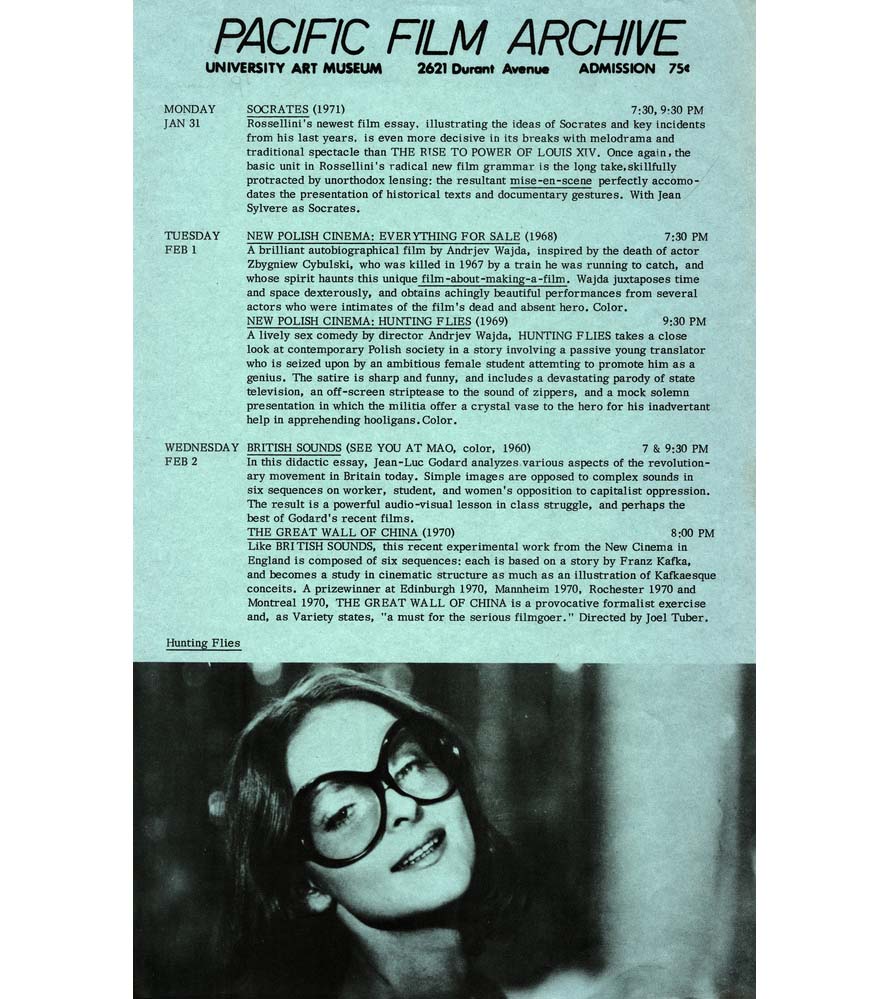 PACIFIC FILM ARCHIVE
UNIVERSITY ART MUSEUM 2621 Durant Avenue ADMISSION 75¢
MONDAY SOCRATES (1971) 7:30, 9:30 PM
JAN 31 Rossellini's newest film essay. illustrating the ideas of Socrates and key incidents
from his last years. is even more decisive in its breaks with melodrama and
traditional spectacle than THE RISE TO POWER OF LOUIS XIV. Once again, the
basic unit in Rossellini's radical new film grammar is the long take, skillfully
protracted by unorthodox lensing: the resultant mise-en-scene perfectly accomo-
dates the presentation of historical texts and documentary gestures. With Jean
Sylvere as Socrates.
TUESDAY NEW POLISH CINEMA: EVERYTHING FOR SALE (1968) 7:30 PM
FEB 1 A brilliant autobiographical film by Andrjev Wajda, inspired by the death of actor
Zbygniew Cybulski, who was killed in 1967 by a train he was running to catch, and
whose spirit haunts this unique film-about-making-a-film. Wajda juxtaposes time
and space dexterously, and obtains achingly beautiful performances from several
actors who were intimates of the film's dead and absent hero. Color.
NEW POLISH CINEMA: HUNTING FLIES (1969) 9:30 PM
A lively sex comedy by director Andrjev Wajda, HUNTING FLIES takes a close
look at contemporary Polish society in a story involving a passive young translator
who is seized upon by an ambitious female student attemting to promote him as a
genius. The satire is sharp and funny, and includes a devastating parody of state
television, an off-screen striptease to the sound of zippers, and a mock solemn
presentation in which the militia offer a crystal vase to the hero for his inadvertant
help in apprehending hooligans. Color.
WEDNESDAY BRITISH SOUNDS (SEE YOU AT MAO, color, 1960) 7 & 9:30 PM
FEB 2 In this didactic essay, Jean-Luc Godard analyzes various aspects of the revolution-
ary movement in Britain today. Simple images are opposed to complex sounds in
six sequences on worker, student, and women's opposition to capitalist oppression.
The result is a powerful audio-visual lesson in class struggle, and perhaps the
best of Godard's recent films.
THE GREAT WALL OF CHINA (1970) 8:00 PM
Like BRITISH SOUNDS, this recent experimental work from the New Cinema in
England is composed of six sequences: each is based on a story by Franz Kafka,
and becomes a study in cinematic structure as much as an illustration of Kafkaesque
conceits. A prizewinner at Edinburgh 1970, Mannheim 1970, Rochester 1970 and
Montreal 1970, THE GREAT WALL OF CHINA is a provocative formalist exercise
and, as Variety states, "a must for the serious filmgoer." Directed by Joel Tuber.
Hunting Flies